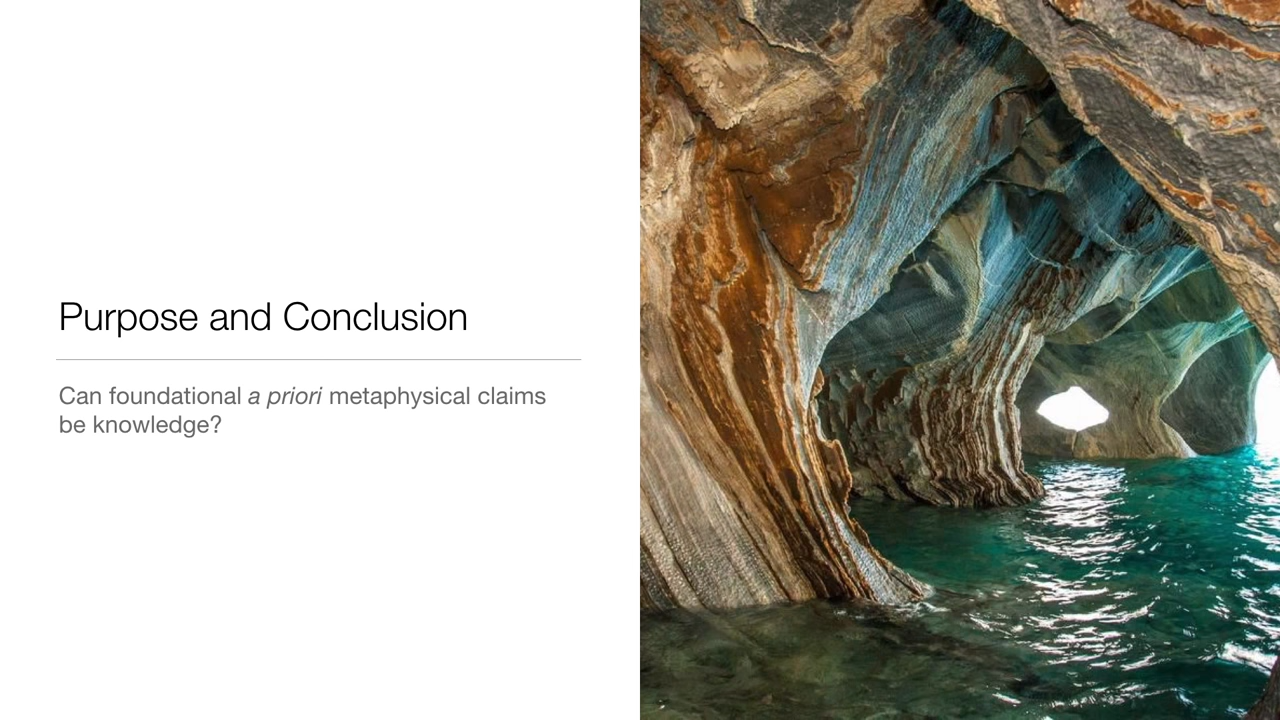 Purpose and Conclusion
Can foundational a priori metaphysical claims
be knowledge?